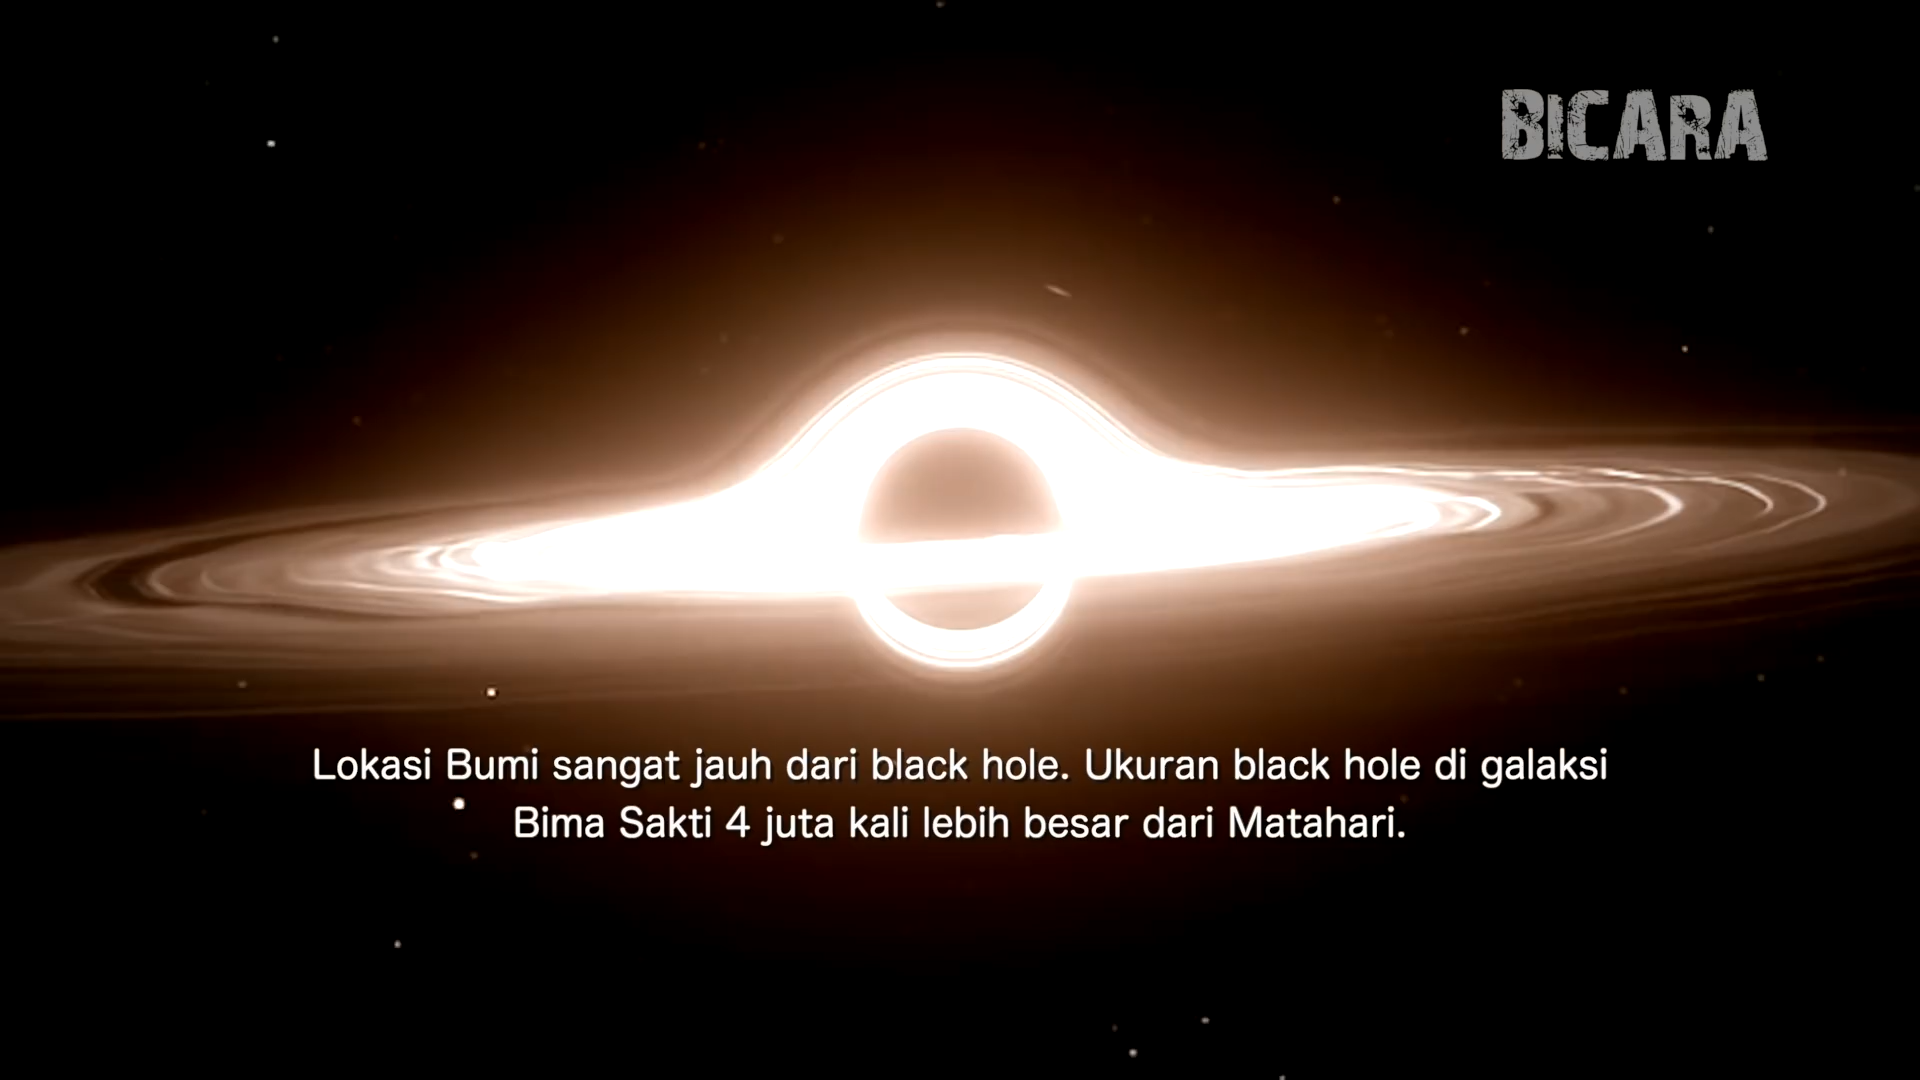 BICARA
Lokasi Bumi sangat jauh dari black hole. Ukuran black hole di galaksi
Bima Sakti 4 juta kali lebih besar dari Matahari.